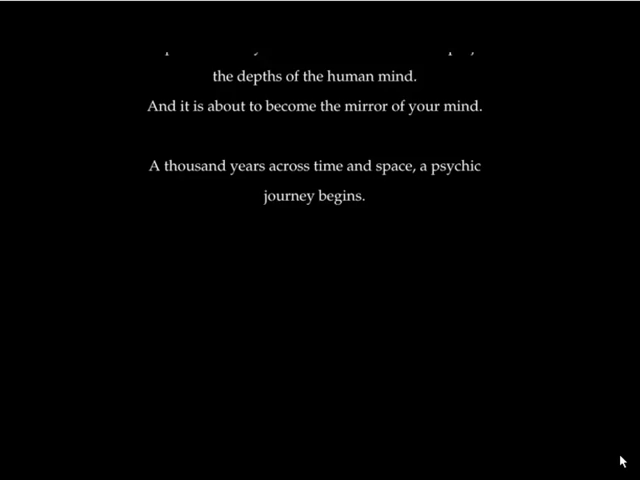 the depths of the human mind.
And it is about to become the mirror of your mind.
A thousand years across time and space, a psychic
journey begins.